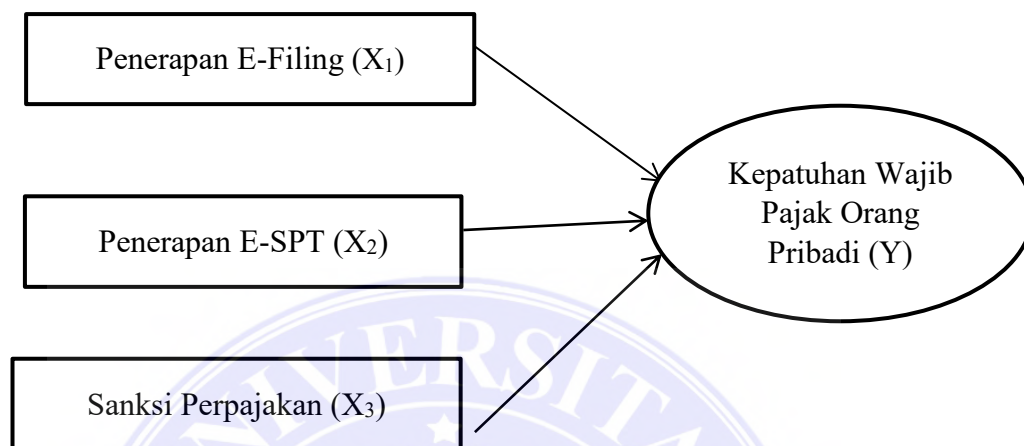 Penerapan E-Filing (X₁)
Kepatuhan Wajib
Pajak Orang
Pribadi (Y)
Penerapan E-SPT (X₂)
Sanksi Perpajakan (X₃)